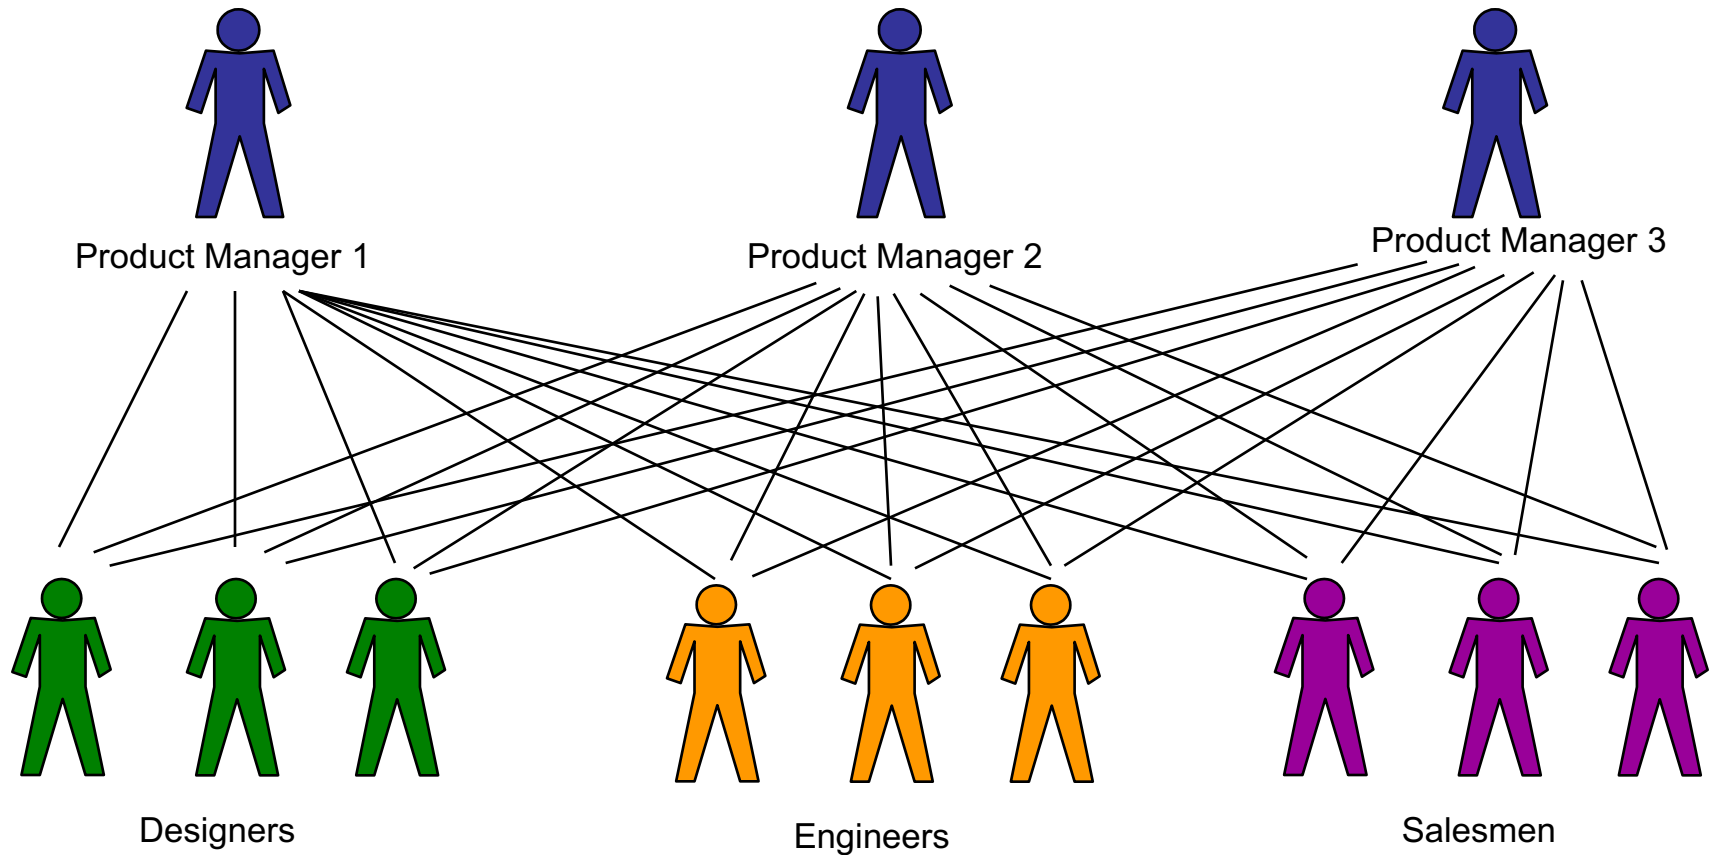 Product Manager 1
Product Manager 2
Product Manager 3
Designers
Engineers
Salesmen